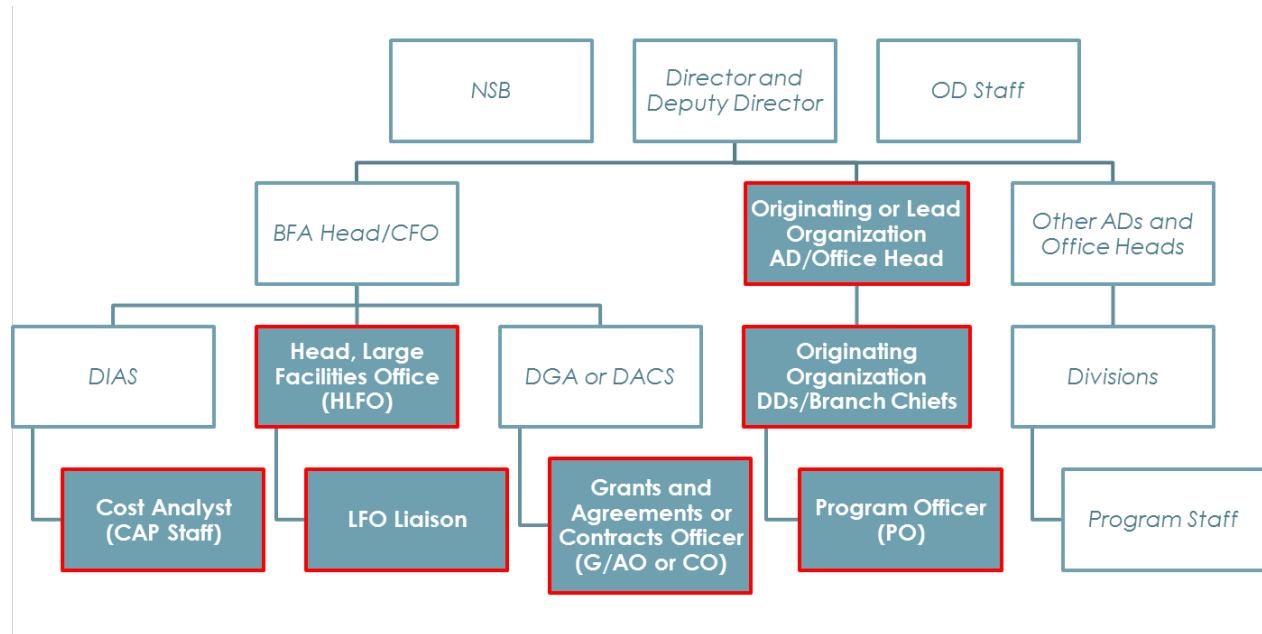 NSB
Director and
Deputy Director
OD Staff
BFA Head/CFO
Originating or Lead
Organization
AD/Office Head
Other ADs and
Office Heads
DIAS
Head, Large
Facilities Office
(HLFO)
DGA or DACS
Originating
Organization
DDs/Branch Chiefs
Divisions
Cost Analyst
(CAP Staff)
LFO Liaison
Grants and
Agreements or
Contracts Officer
(G/AO or CO)
Program Officer
(PO)
Program Staff